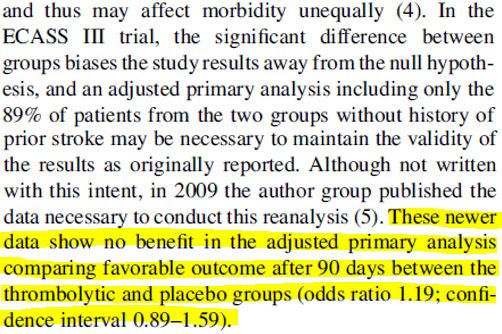 and thus may affect morbidity unequally (4). In the
ECASS III trial, the significant difference between
groups biases the study results away from the null hypoth-
esis, and an adjusted primary analysis including only the
89% of patients from the two groups without history of
prior stroke may be necessary to maintain the validity of
the results as originally reported. Although not written
with this intent, in 2009 the author group published the
data necessary to conduct this reanalysis (5). These newer
data show no benefit in the adjusted primary analysis
comparing favorable outcome after 90 days between the
thrombolytic and placebo groups (odds ratio 1.19; confi-
dence interval 0.89–1.59).